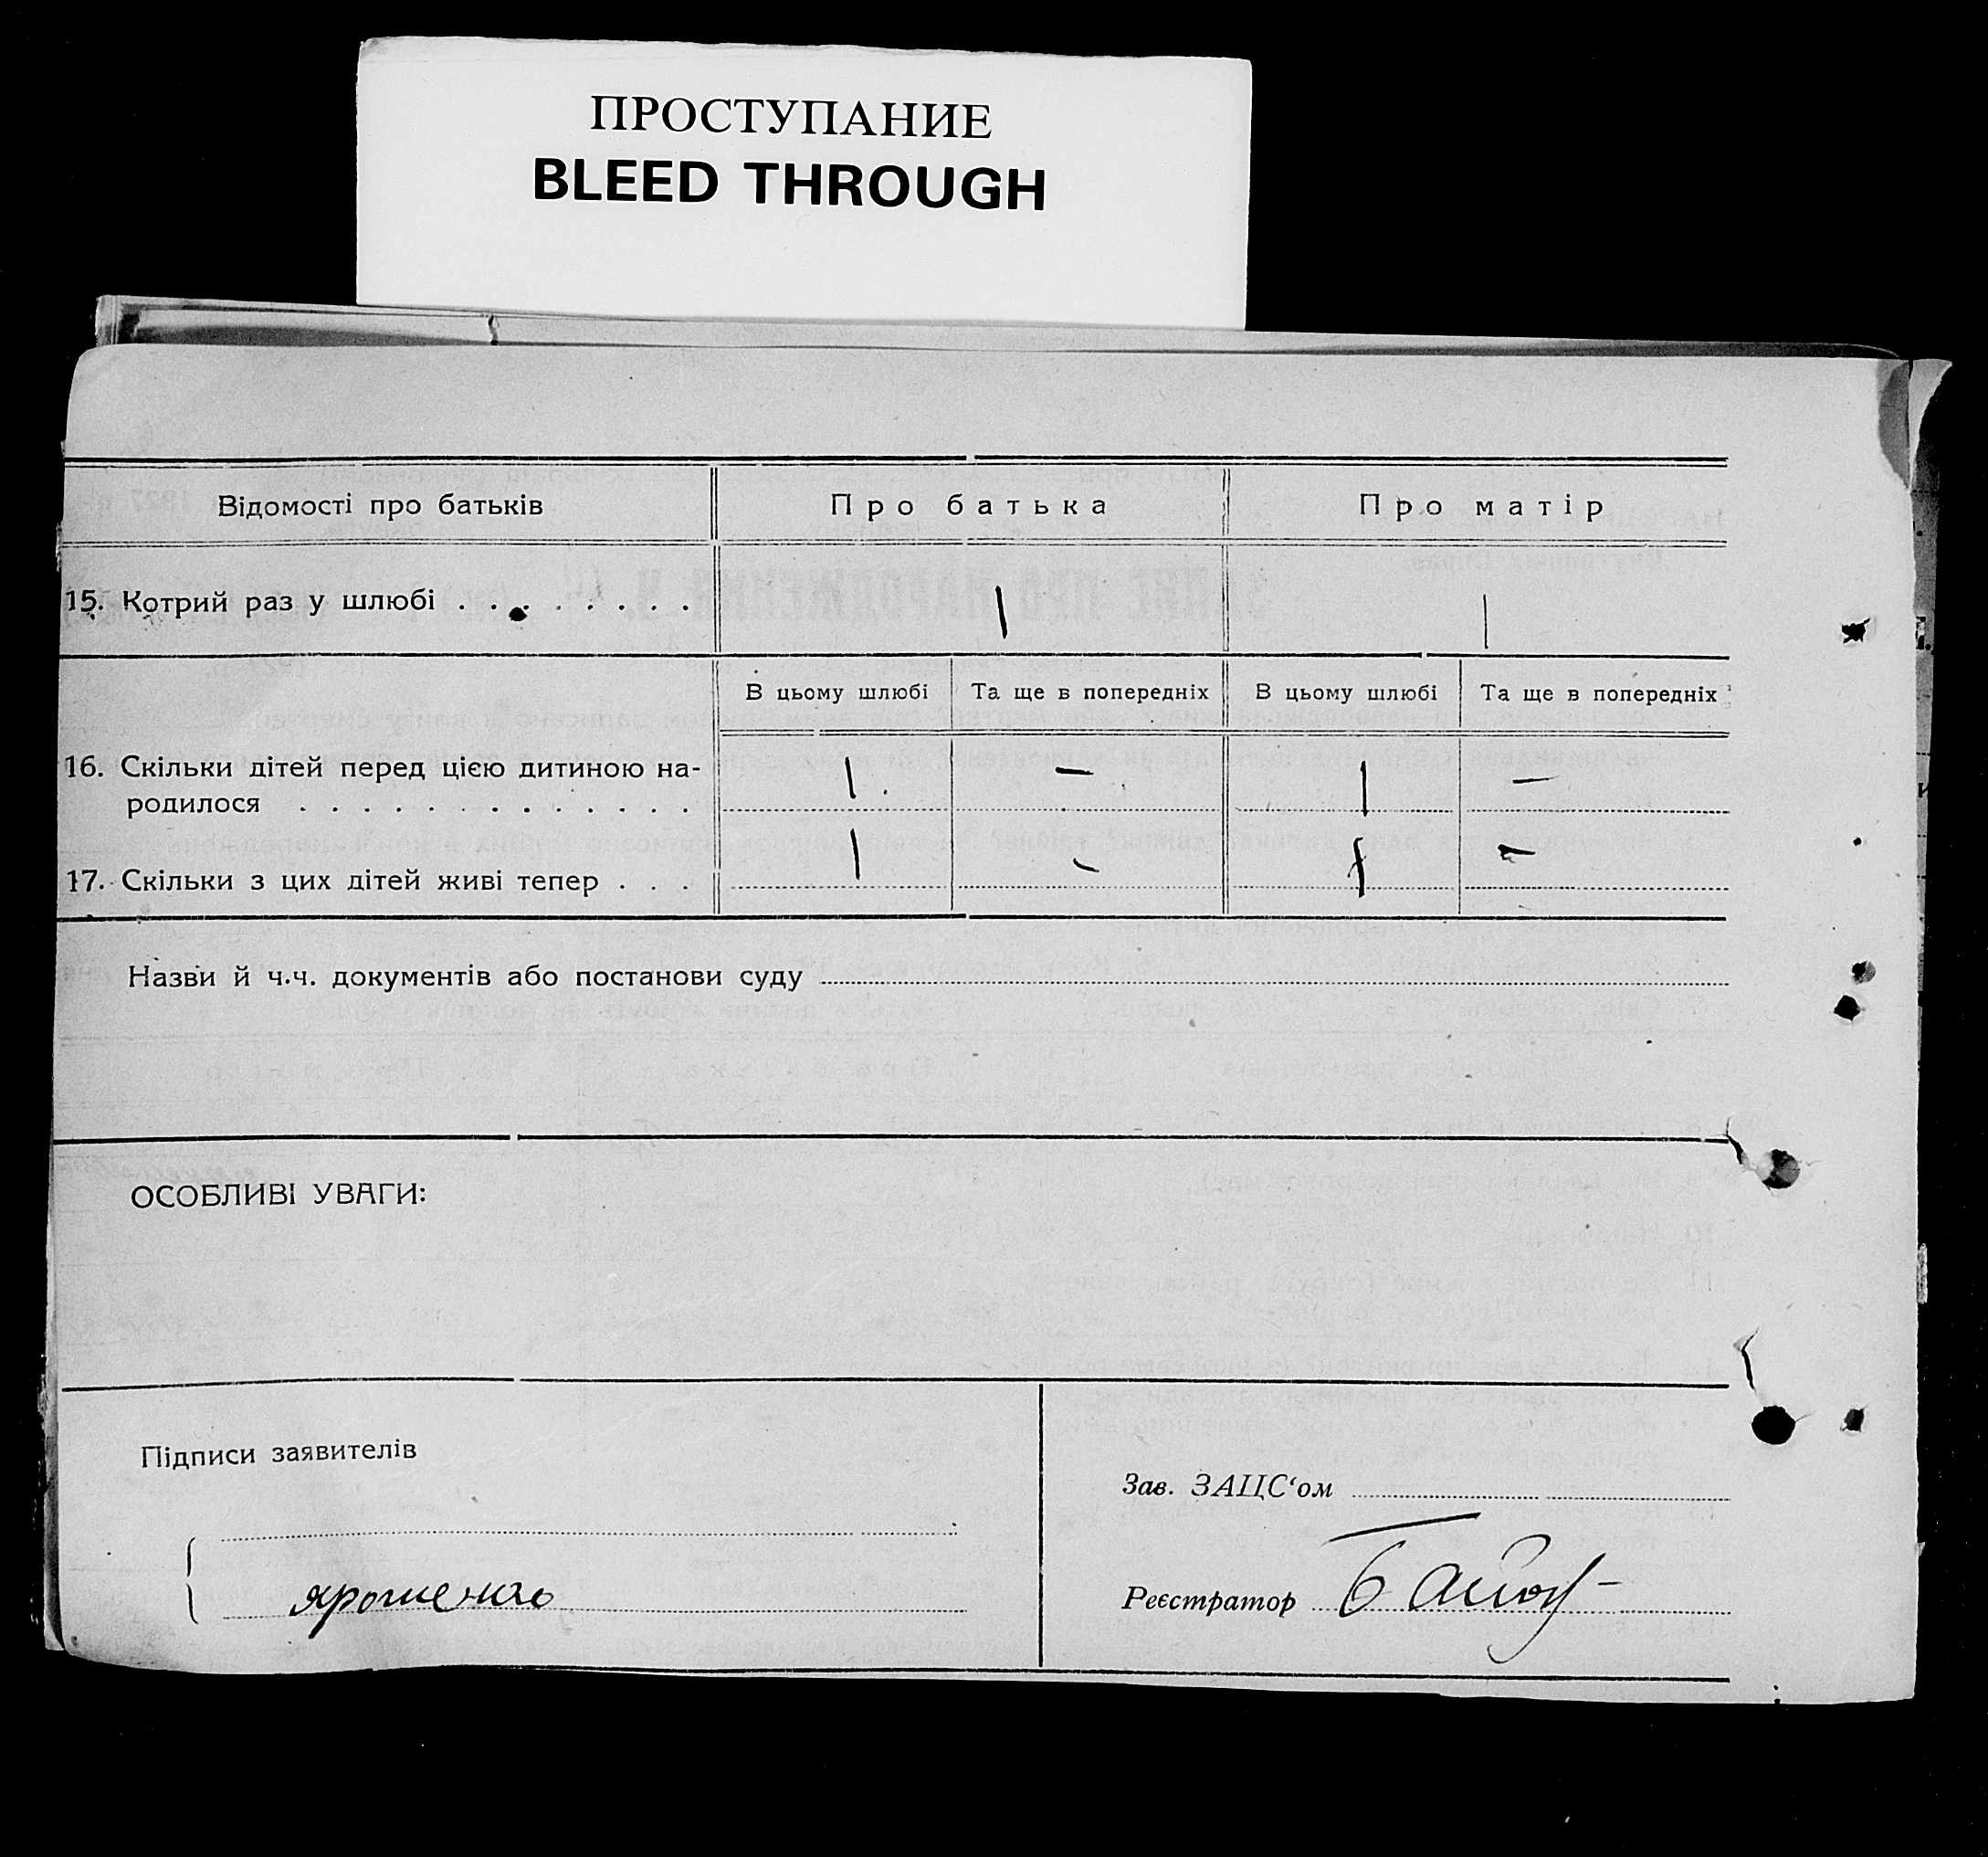 ПРОСТУПАНИЕ
BLEED THROUGH
Відомості про батьків Про батька Про матір
15. Котрий раз у шлюбі . . . . . . . . 1 1
В цьому шлюбі Та ще в попередніх В цьому шлюбі Та ще в попередніх
16. Скільки дітей перед цією дитиною на-
родилося . . . . . . . . . . . . . 1 — 1 —
17. Скільки з цих дітей живі тепер . . . 1 — 1 —
Назви й ч.ч. документів або постанови суду
ОСОБЛИВІ УВАГИ:
Підписи заявителів
Зав. ЗАЦС‘ом
Ярошенко
Реєстратор